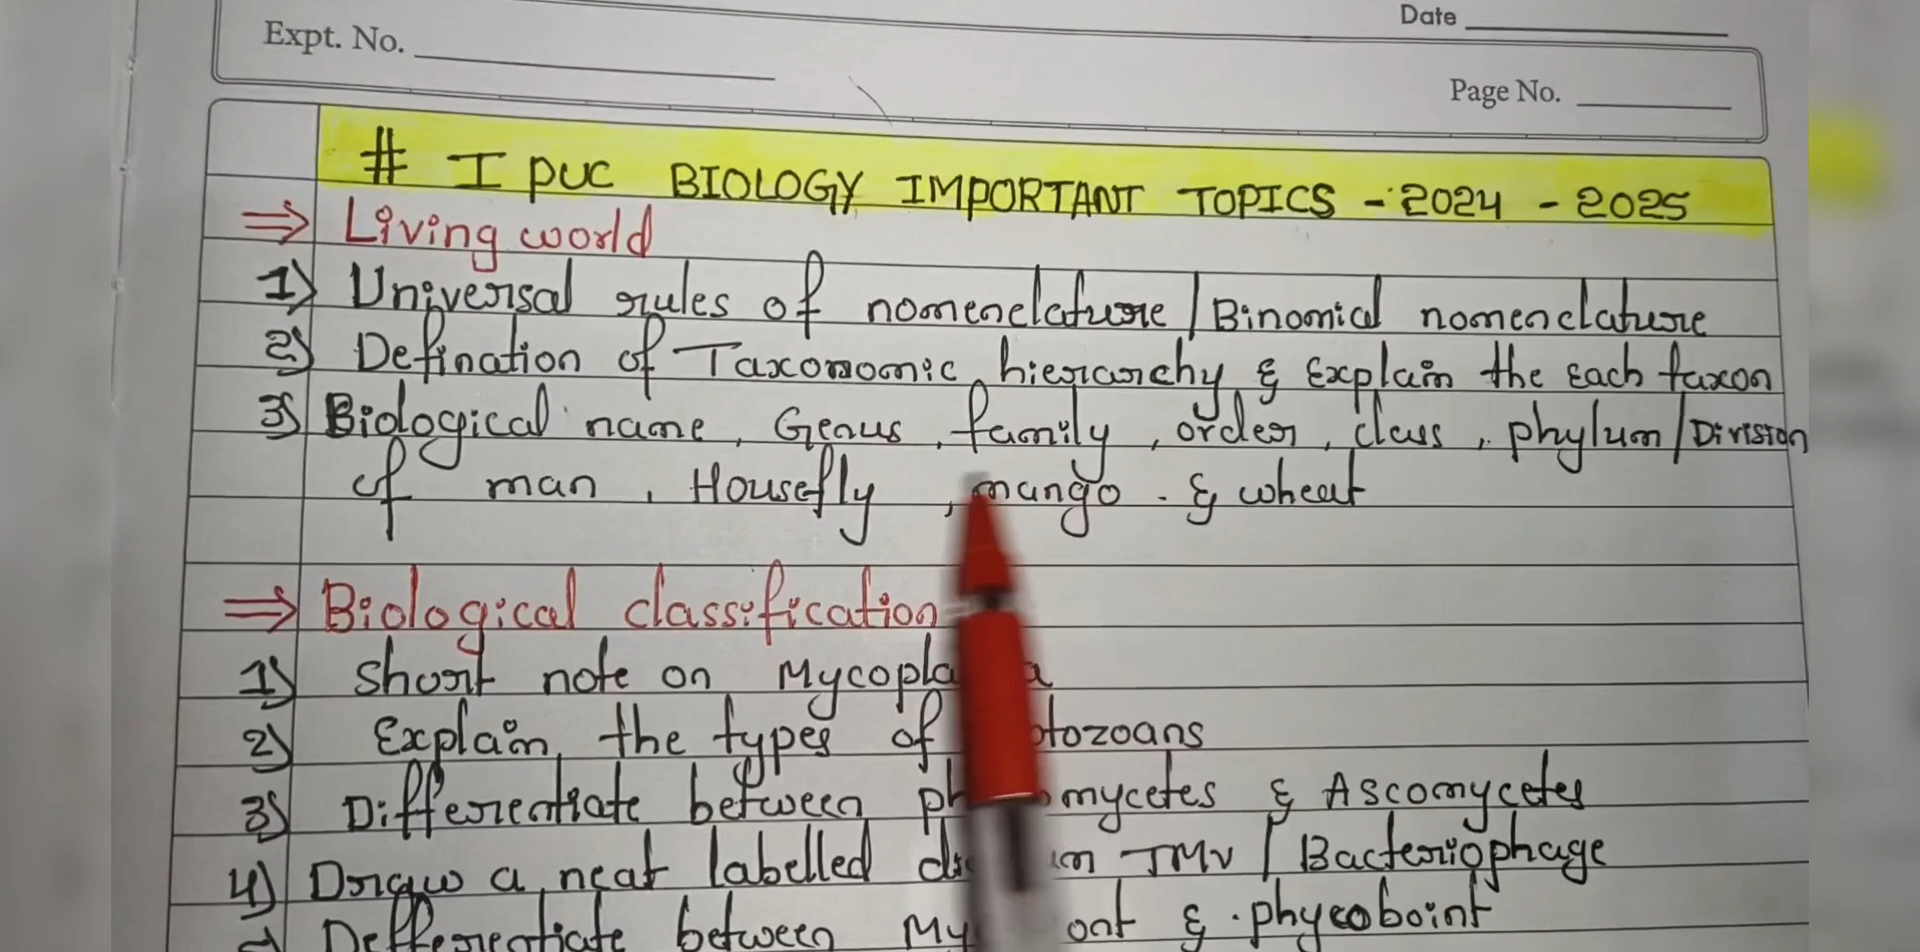 Date
Expt. No.
Page No.
# I PUC BIOLOGY IMPORTANT TOPICS - 2024 - 2025
⇒ Living world
1) Universal rules of nomenclature / Binomial nomenclature
2) Defination of Taxonomic hierarchy & Explain the Each taxon
3) Biological name, Genus, family, order, class, phylum / Division
of man, Housefly, mango. & wheat
⇒ Biological classification
1) Short note on
2) Explain the types of
3) Differentiate between & Ascomycetes
4) Draw a neat labelled TMV / Bacteriophage
between & phycoboint